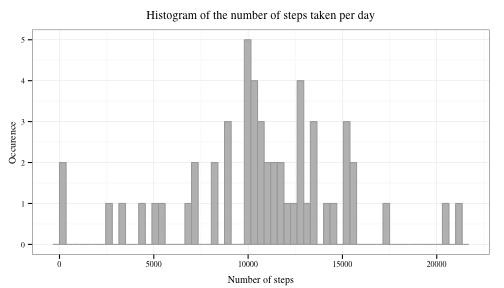 Histogram of the number of steps taken per day
5
4
3
2
1
0
Occurence
0 5000 10000 15000 20000
Number of steps